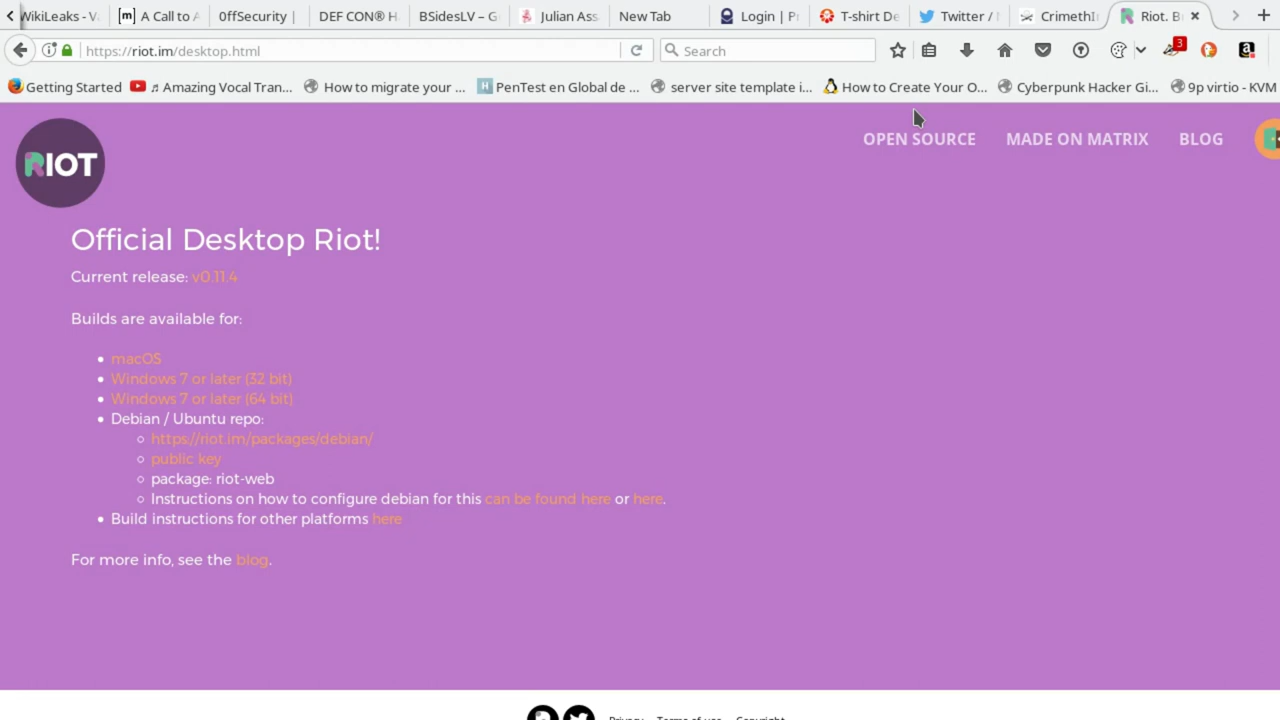 WikiLeaks - V
[m] A Call to A
0ffSecurity |
DEF CON® H
BSidesLV – G
Julian Ass
New Tab
Login | P
T-shirt De
Twitter /
CrimethI
Riot. B
https://riot.im/desktop.html
Search
3
Getting Started
♬ Amazing Vocal Tran...
How to migrate your ...
H PenTest en Global de ...
server site template i...
How to Create Your O...
Cyberpunk Hacker Gi...
9p virtio - KVM
RIOT
OPEN SOURCE
MADE ON MATRIX
BLOG
Official Desktop Riot!
Current release: v0.11.4
Builds are available for:
macOS
Windows 7 or later (32 bit)
Windows 7 or later (64 bit)
Debian / Ubuntu repo:
https://riot.im/packages/debian/
public key
package: riot-web
Instructions on how to configure debian for this can be found here or here.
Build instructions for other platforms here
For more info, see the blog.
Privacy
Terms of use
Copyright